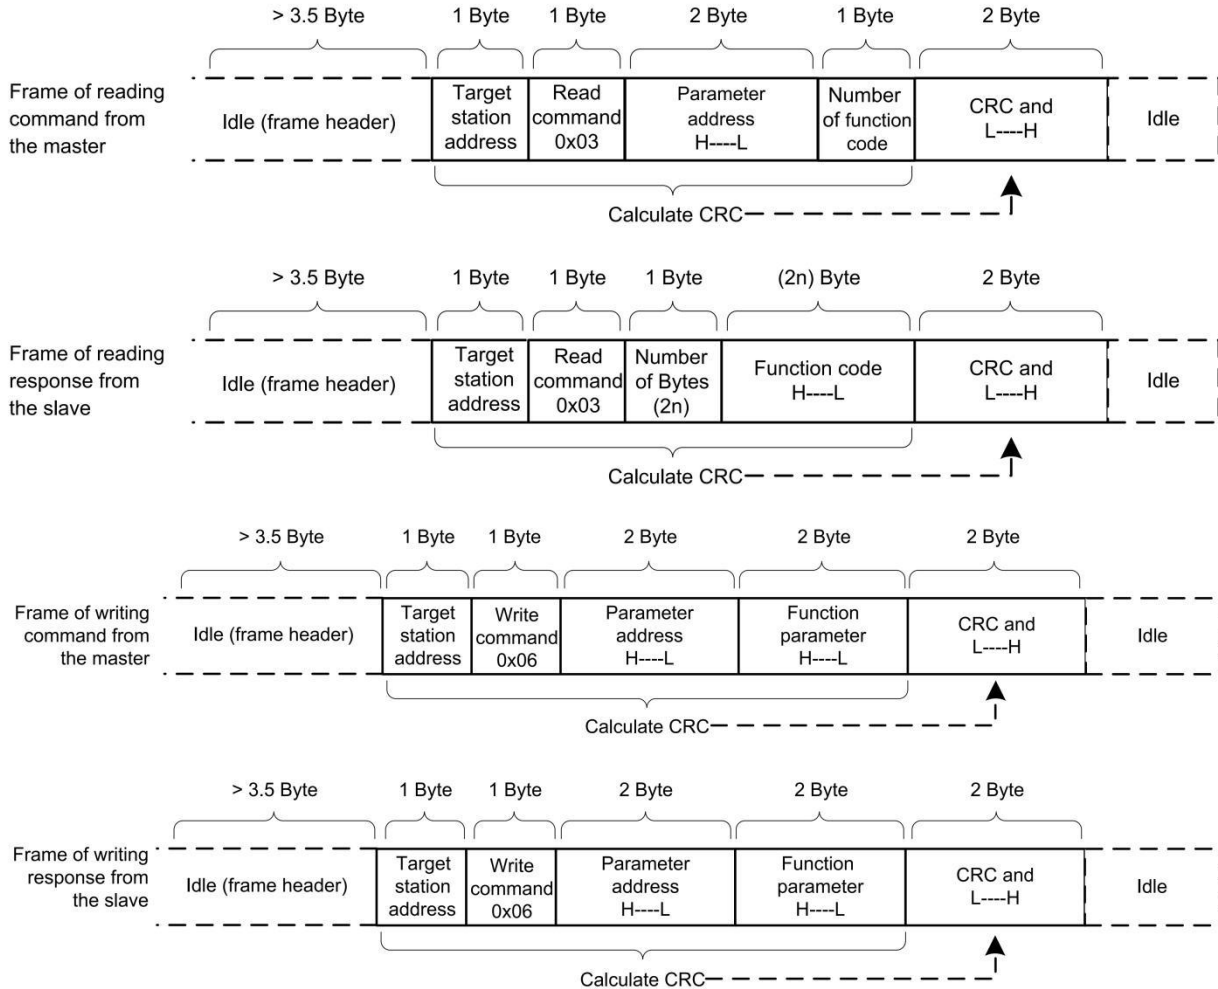 > 3.5 Byte 1 Byte 1 Byte 2 Byte 1 Byte 2 Byte
Frame of reading
command from
the master
Idle (frame header)
Target
station
address
Read
command
0x03
Parameter
address
H----L
Number
of function
code
CRC and
L----H
Idle
Calculate CRC
> 3.5 Byte 1 Byte 1 Byte 1 Byte (2n) Byte 2 Byte
Frame of reading
response from
the slave
Idle (frame header)
Target
station
address
Read
command
0x03
Number
of Bytes
(2n)
Function code
H----L
CRC and
L----H
Idle
Calculate CRC
> 3.5 Byte 1 Byte 1 Byte 2 Byte 2 Byte 2 Byte
Frame of writing
command from
the master
Idle (frame header)
Target
station
address
Write
command
0x06
Parameter
address
H----L
Function
parameter
H----L
CRC and
L----H
Idle
Calculate CRC
> 3.5 Byte 1 Byte 1 Byte 2 Byte 2 Byte 2 Byte
Frame of writing
response from
the slave
Idle (frame header)
Target
station
address
Write
command
0x06
Parameter
address
H----L
Function
parameter
H----L
CRC and
L----H
Idle
Calculate CRC